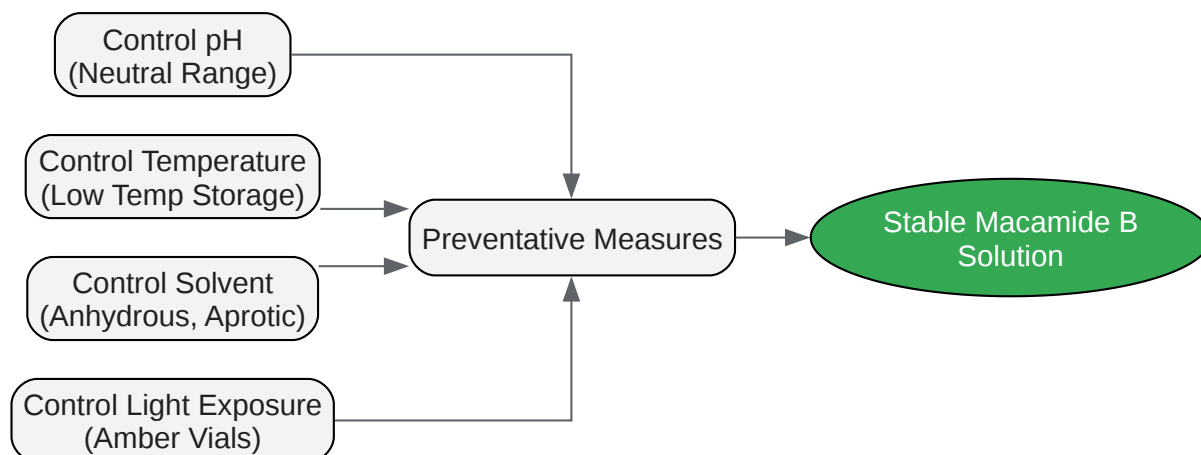 Control pH
(Neutral Range)
Control Temperature
(Low Temp Storage)
Control Solvent
(Anhydrous, Aprotic)
Control Light Exposure
(Amber Vials)
Preventative Measures
Stable Macamide B
Solution